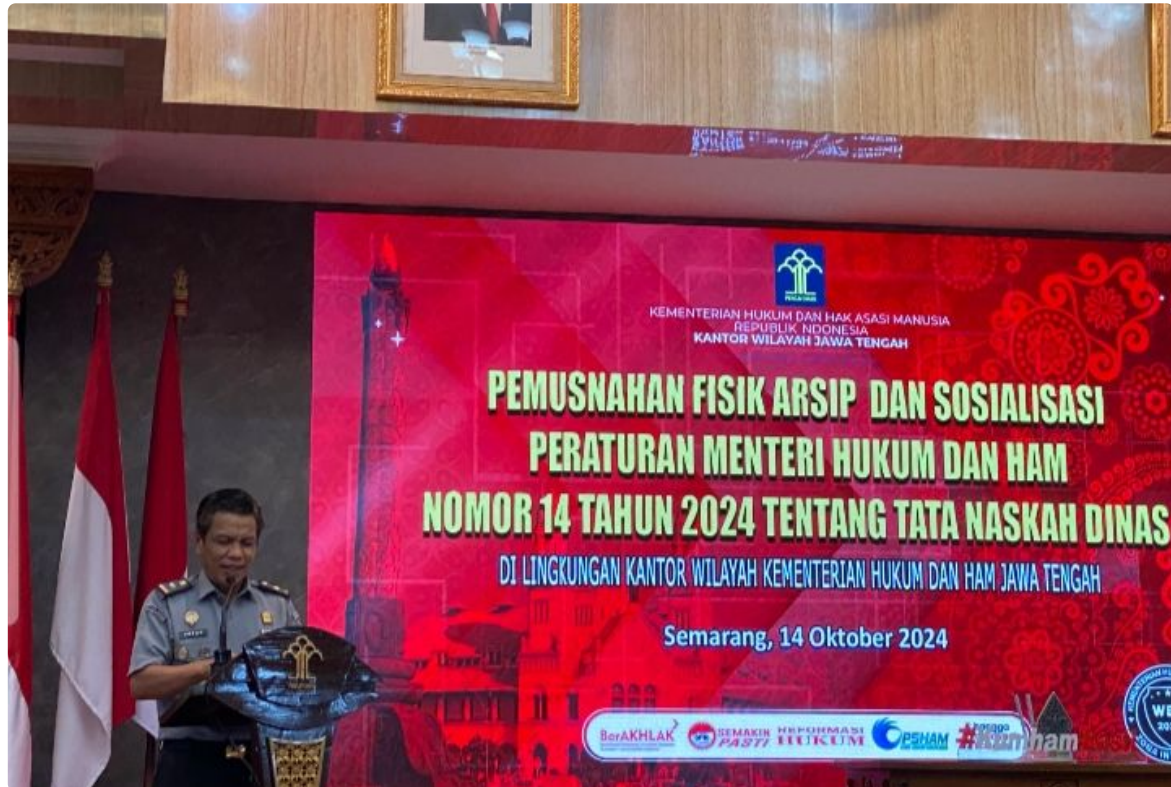 PENGAYOMAN
KEMENTERIAN HUKUM DAN HAK ASASI MANUSIA
REPUBLIK INDONESIA
KANTOR WILAYAH JAWA TENGAH
PEMUSNAHAN FISIK ARSIP DAN SOSIALISASI
PERATURAN MENTERI HUKUM DAN HAM
NOMOR 14 TAHUN 2024 TENTANG TATA NASKAH DINAS
DI LINGKUNGAN KANTOR WILAYAH KEMENTERIAN HUKUM DAN HAM JAWA TENGAH
Semarang, 14 Oktober 2024
BerAKHLAK
SEMAKIN
PASTI
REFORMASI
HUKUM
PSHAM
#Kumham